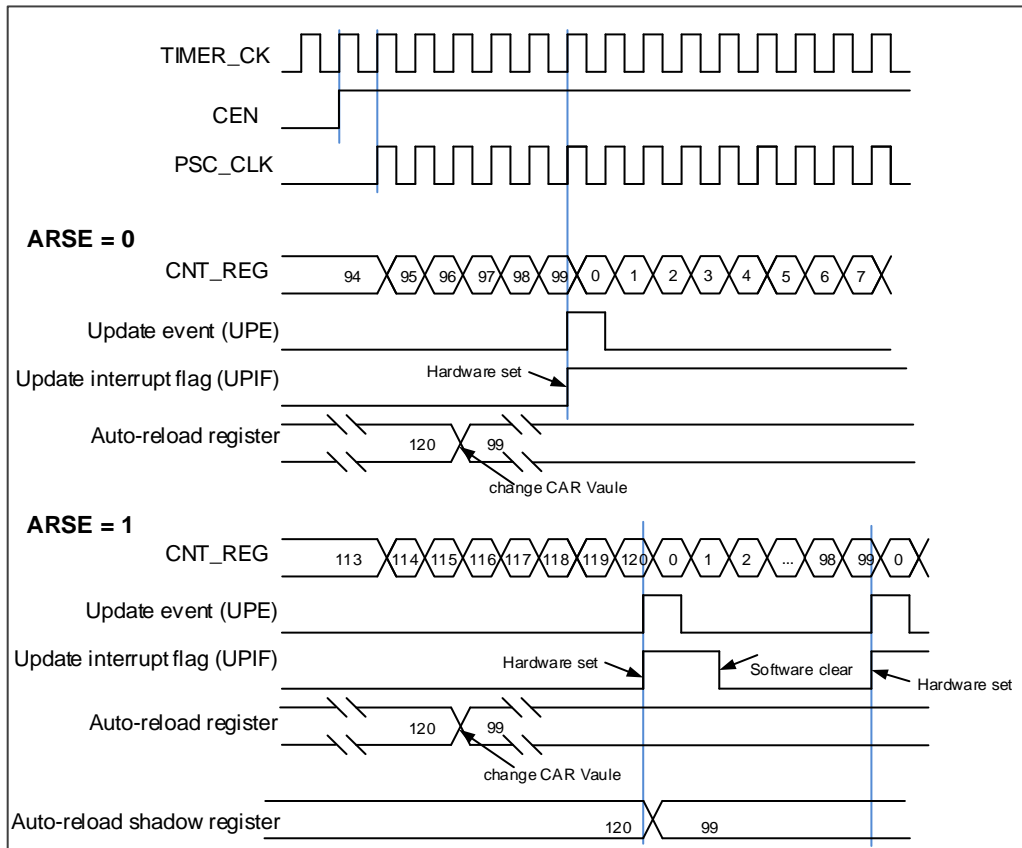 TIMER_CK
CEN
PSC_CLK
ARSE = 0
CNT_REG 94 95 96 97 98 99 0 1 2 3 4 5 6 7
Update event (UPE)
Update interrupt flag (UPIF) Hardware set
Auto-reload register 120 99
change CAR Vaule
ARSE = 1
CNT_REG 113 114 115 116 117 118 119 120 0 1 2 ... 98 99 0
Update event (UPE)
Update interrupt flag (UPIF) Hardware set Software clear Hardware set
Auto-reload register 120 99
change CAR Vaule
Auto-reload shadow register 120 99